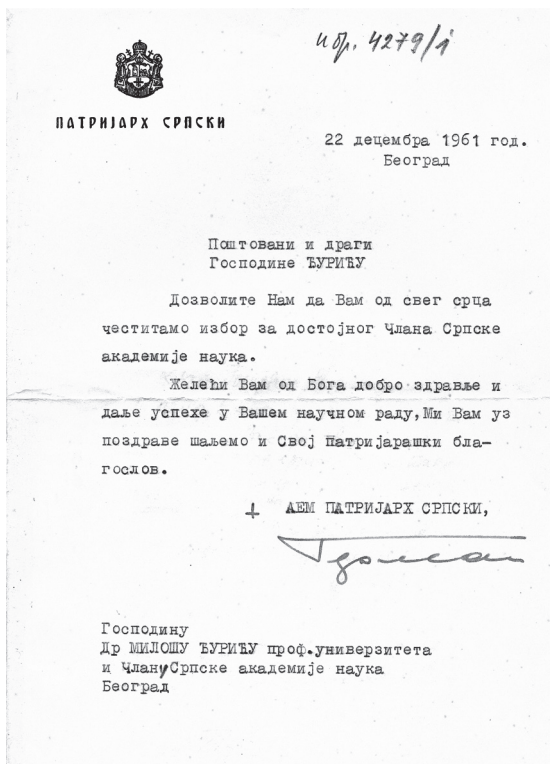 бр. 4279/1
ПАТРИЈАРХ СРПСКИ
22 децембра 1961 год.
Београд
Поштовани и драги
Господине ЂУРИЋУ
Дозволите Нам да Вам од свег срца
честитамо избор за достојног Члана Српске
академије наука.
Желећи Вам од Бога добро здравље и
даље успехе у Вашем научном раду,Ми Вам уз
поздраве шаљемо и Свој Патријарашки бла-
гослов.
АЕМ ПАТРИЈАРХ СРПСКИ,
Герман
Господину
Др МИЛОШУ ЂУРИЋУ проф.универзитета
и Члану Српске академије наука
Београд